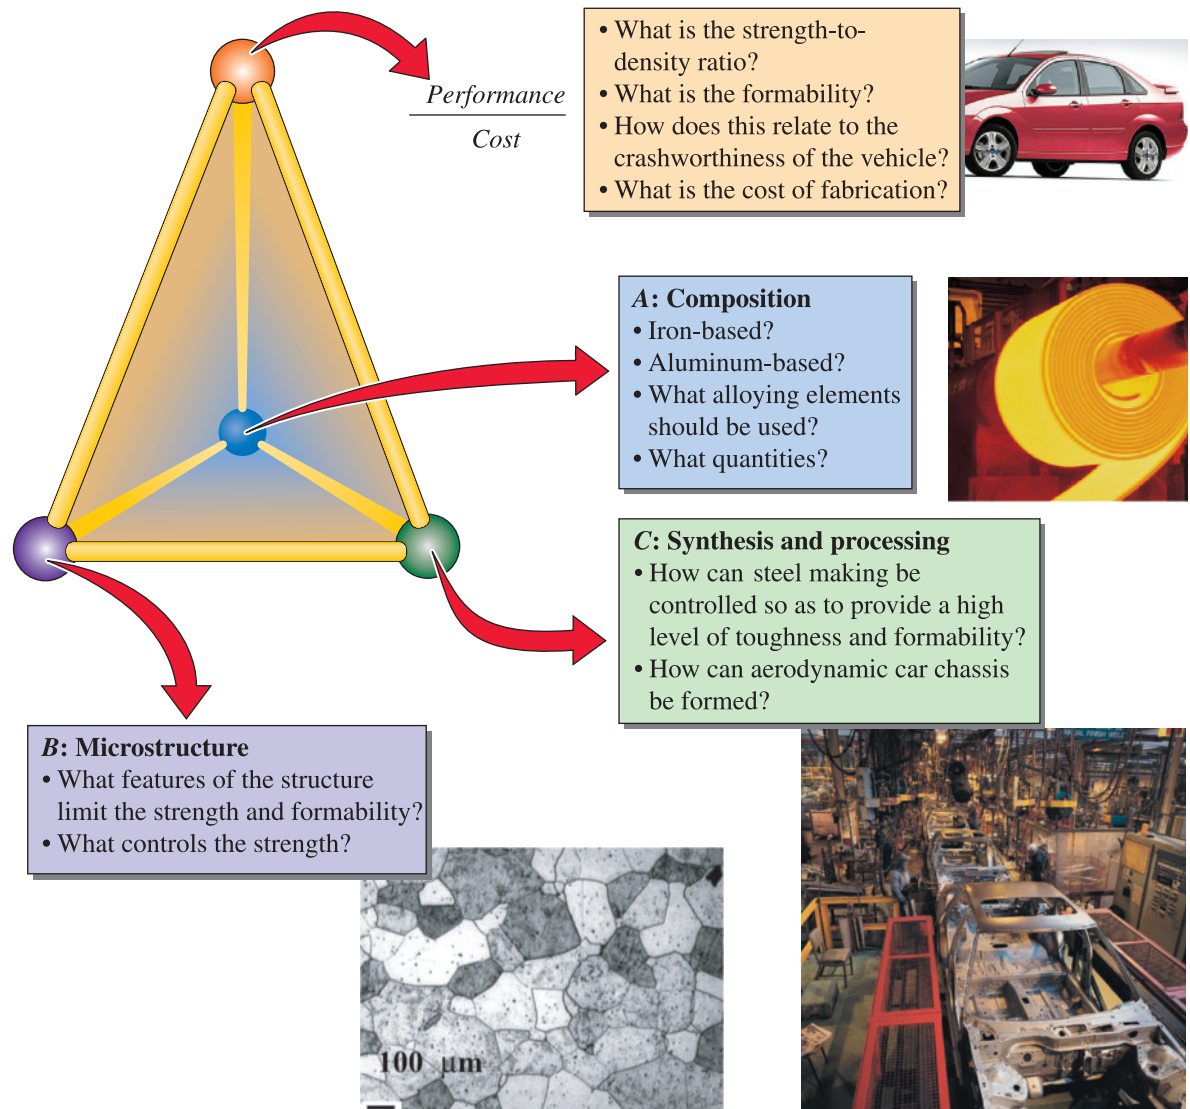 Performance
Cost
• What is the strength-to-
density ratio?
• What is the formability?
• How does this relate to the
crashworthiness of the vehicle?
• What is the cost of fabrication?
A: Composition
• Iron-based?
• Aluminum-based?
• What alloying elements
should be used?
• What quantities?
C: Synthesis and processing
• How can steel making be
controlled so as to provide a high
level of toughness and formability?
• How can aerodynamic car chassis
be formed?
B: Microstructure
• What features of the structure
limit the strength and formability?
• What controls the strength?
100 μm